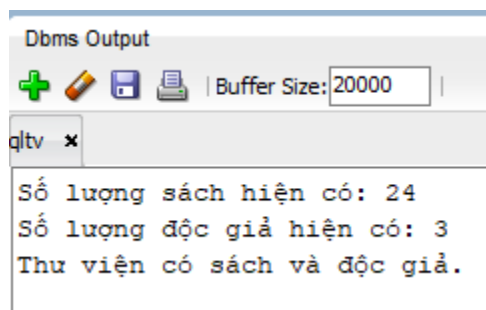 Dbms Output
Buffer Size: 20000
qltv
Số lượng sách hiện có: 24
Số lượng độc giả hiện có: 3
Thư viện có sách và độc giả.